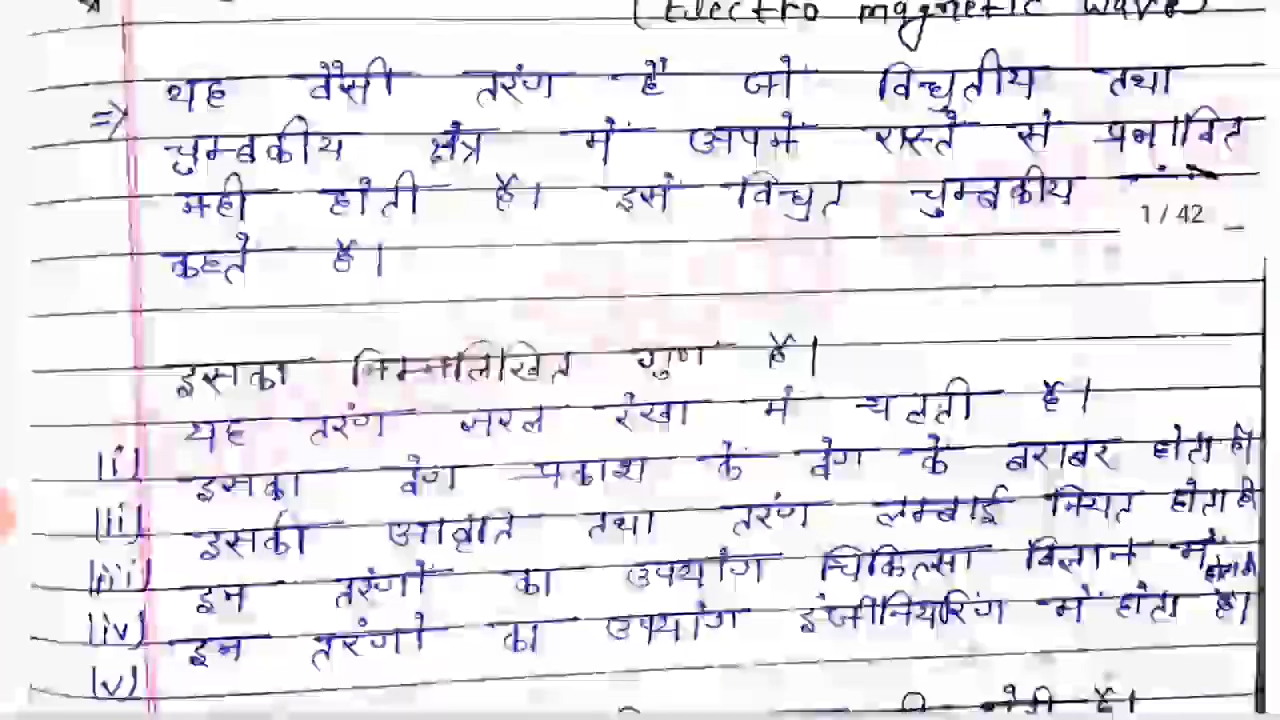 (Electro magnetic wave)
=> यह वैसी तरंग है जो विधुतीय तथा
चुम्बकीय क्षेत्र में अपने रास्ते से प्रभावित
नही होती है। इसे विधुत चुम्बकीय तरंग
1 / 42
कहते है।
इसका निम्नलिखित गुण है।
(i) यह तरंग सरल रेखा में चलती है।
(ii) इसका वेग प्रकाश के वेग के बराबर होता है।
(iii) इसकी आवृति तथा तरंग लम्बाई नियत होता है।
(iv) इन तरंगों का उपयोग चिकित्सा विज्ञान में होता है
(v) इन तरंगो का उपयोग इंजीनियरिंग में होता है।
है।